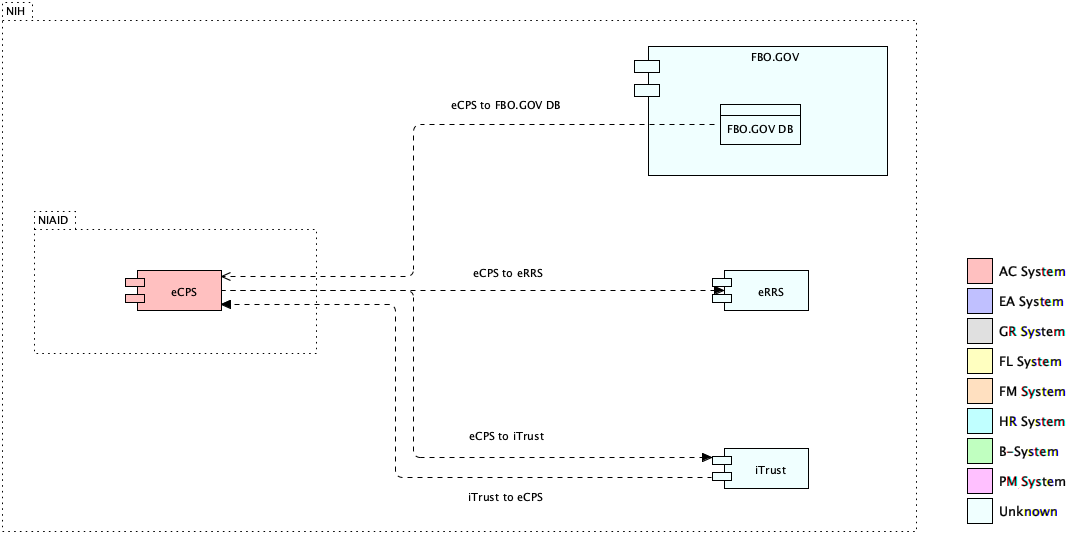 NIH
FBO.GOV
eCPS to FBO.GOV DB
FBO.GOV DB
NIAID
eCPS to eRRS
eCPS
eRRS
eCPS to iTrust
iTrust
iTrust to eCPS
AC System
EA System
GR System
FL System
FM System
HR System
B-System
PM System
Unknown